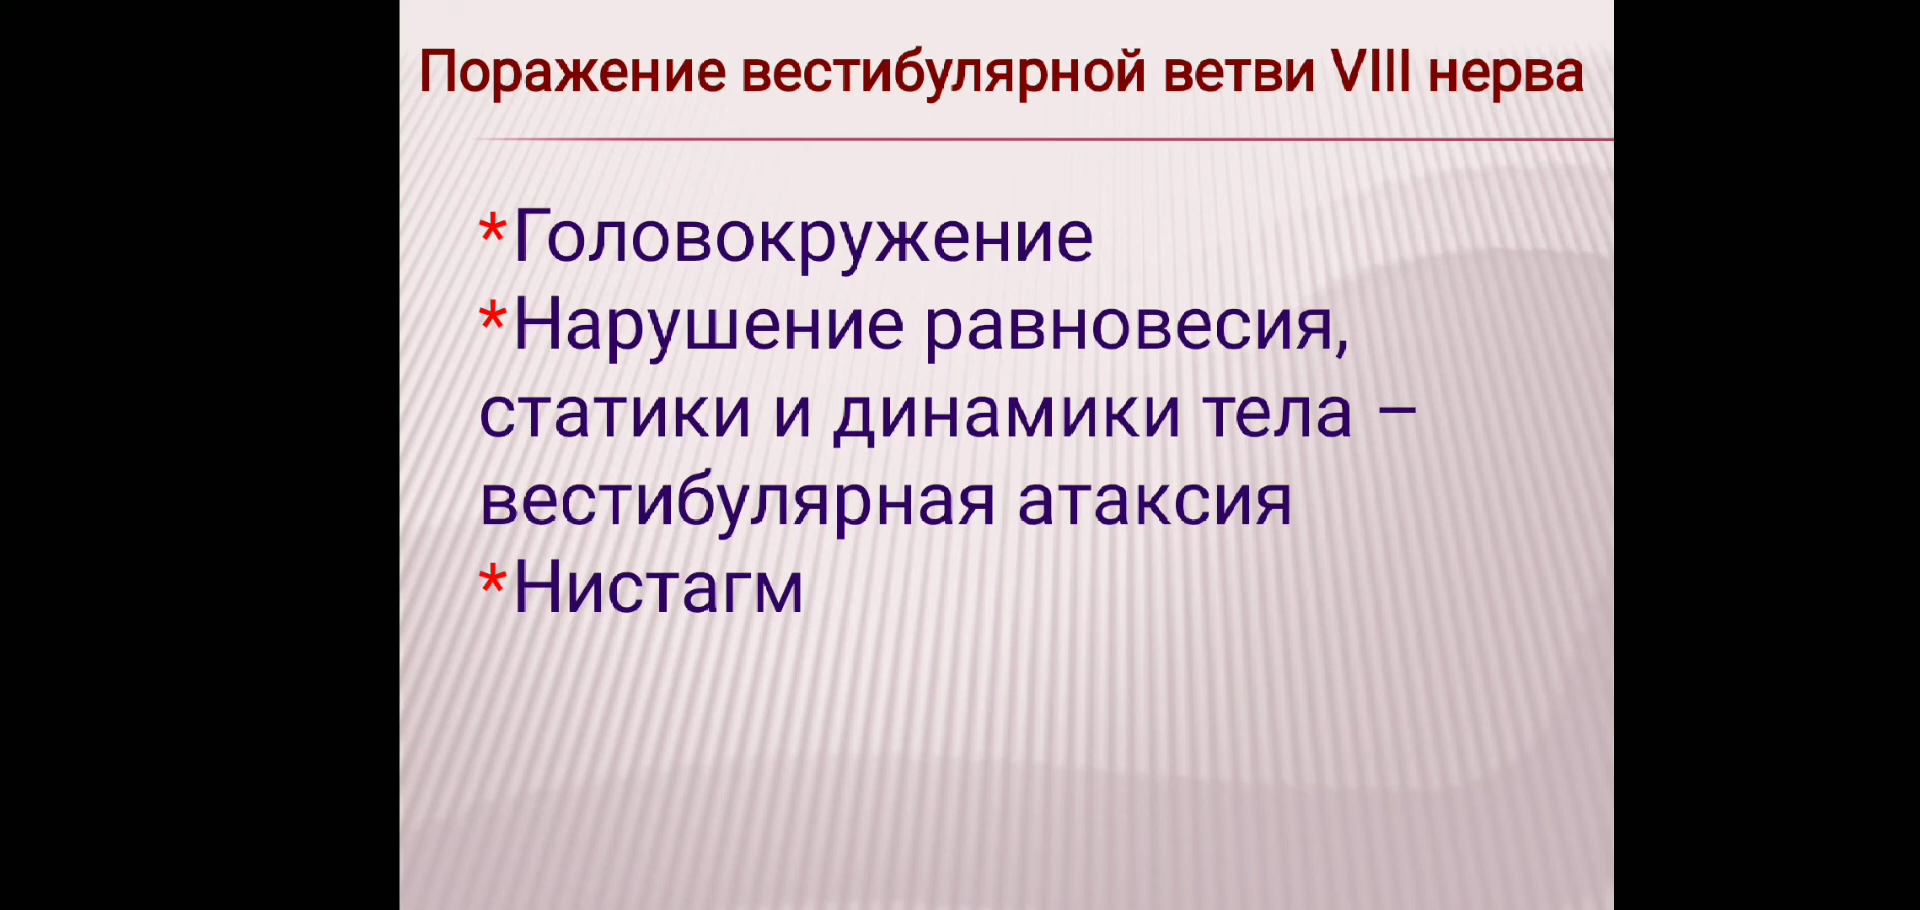 Поражение вестибулярной ветви VIII нерва
*Головокружение
*Нарушение равновесия,
статики и динамики тела –
вестибулярная атаксия
*Нистагм